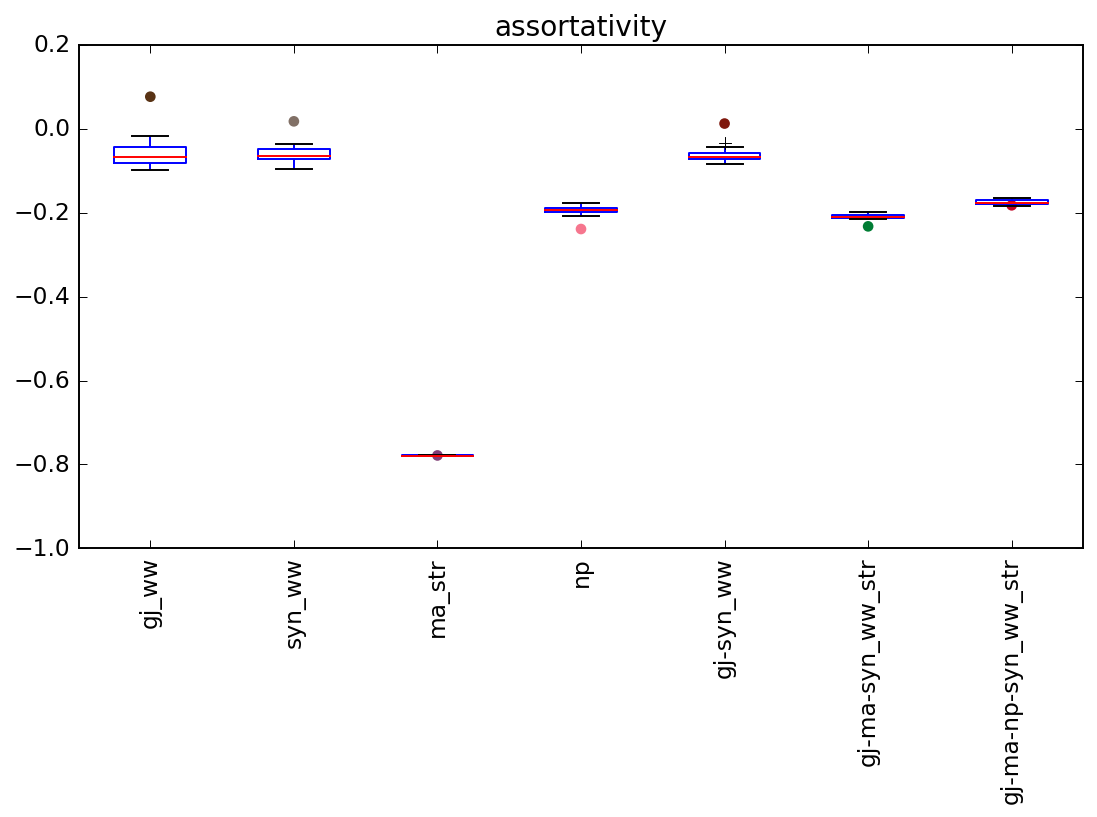 assortativity
0.2
0.0
−0.2
−0.4
−0.6
−0.8
−1.0
gj_ww
syn_ww
ma_str
np
gj-syn_ww
gj-ma-syn_ww_str
gj-ma-np-syn_ww_str